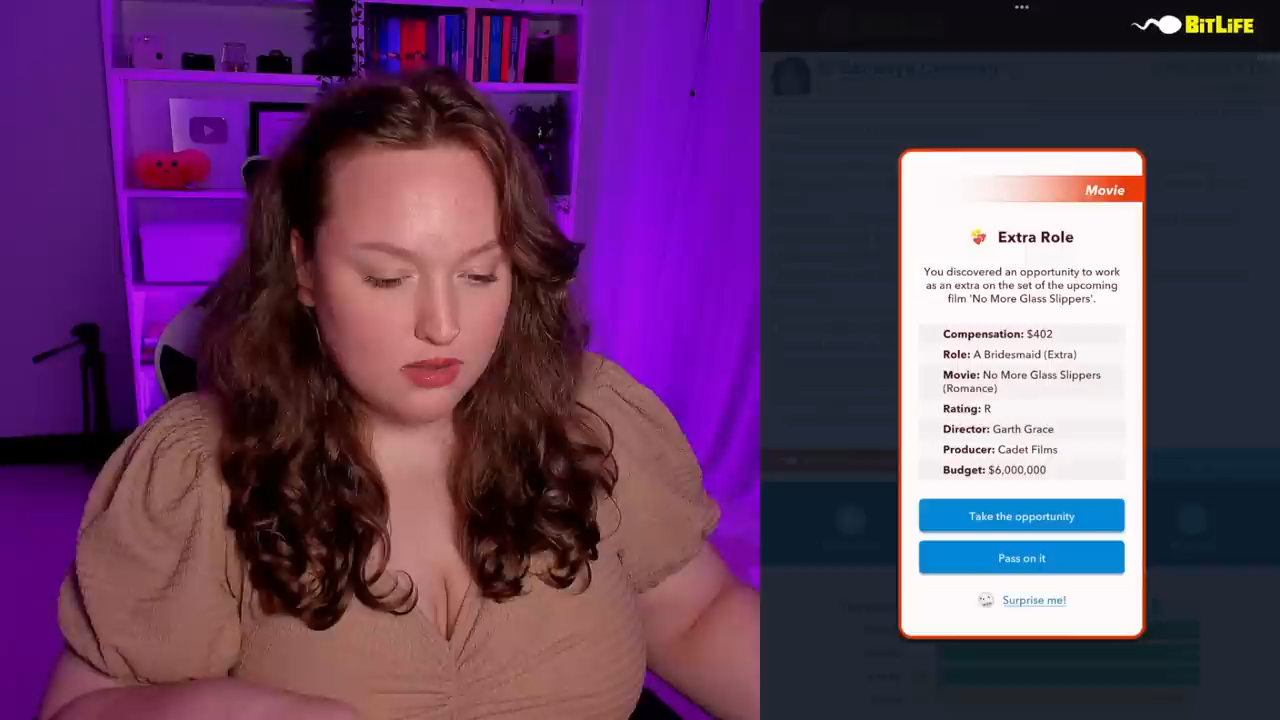 BITLIFE
Movie
Extra Role
You discovered an opportunity to work
as an extra on the set of the upcoming
film 'No More Glass Slippers'.
Compensation: $402
Role: A Bridesmaid (Extra)
Movie: No More Glass Slippers
(Romance)
Rating: R
Director: Garth Grace
Producer: Cadet Films
Budget: $6,000,000
Take the opportunity
Pass on it
Surprise me!